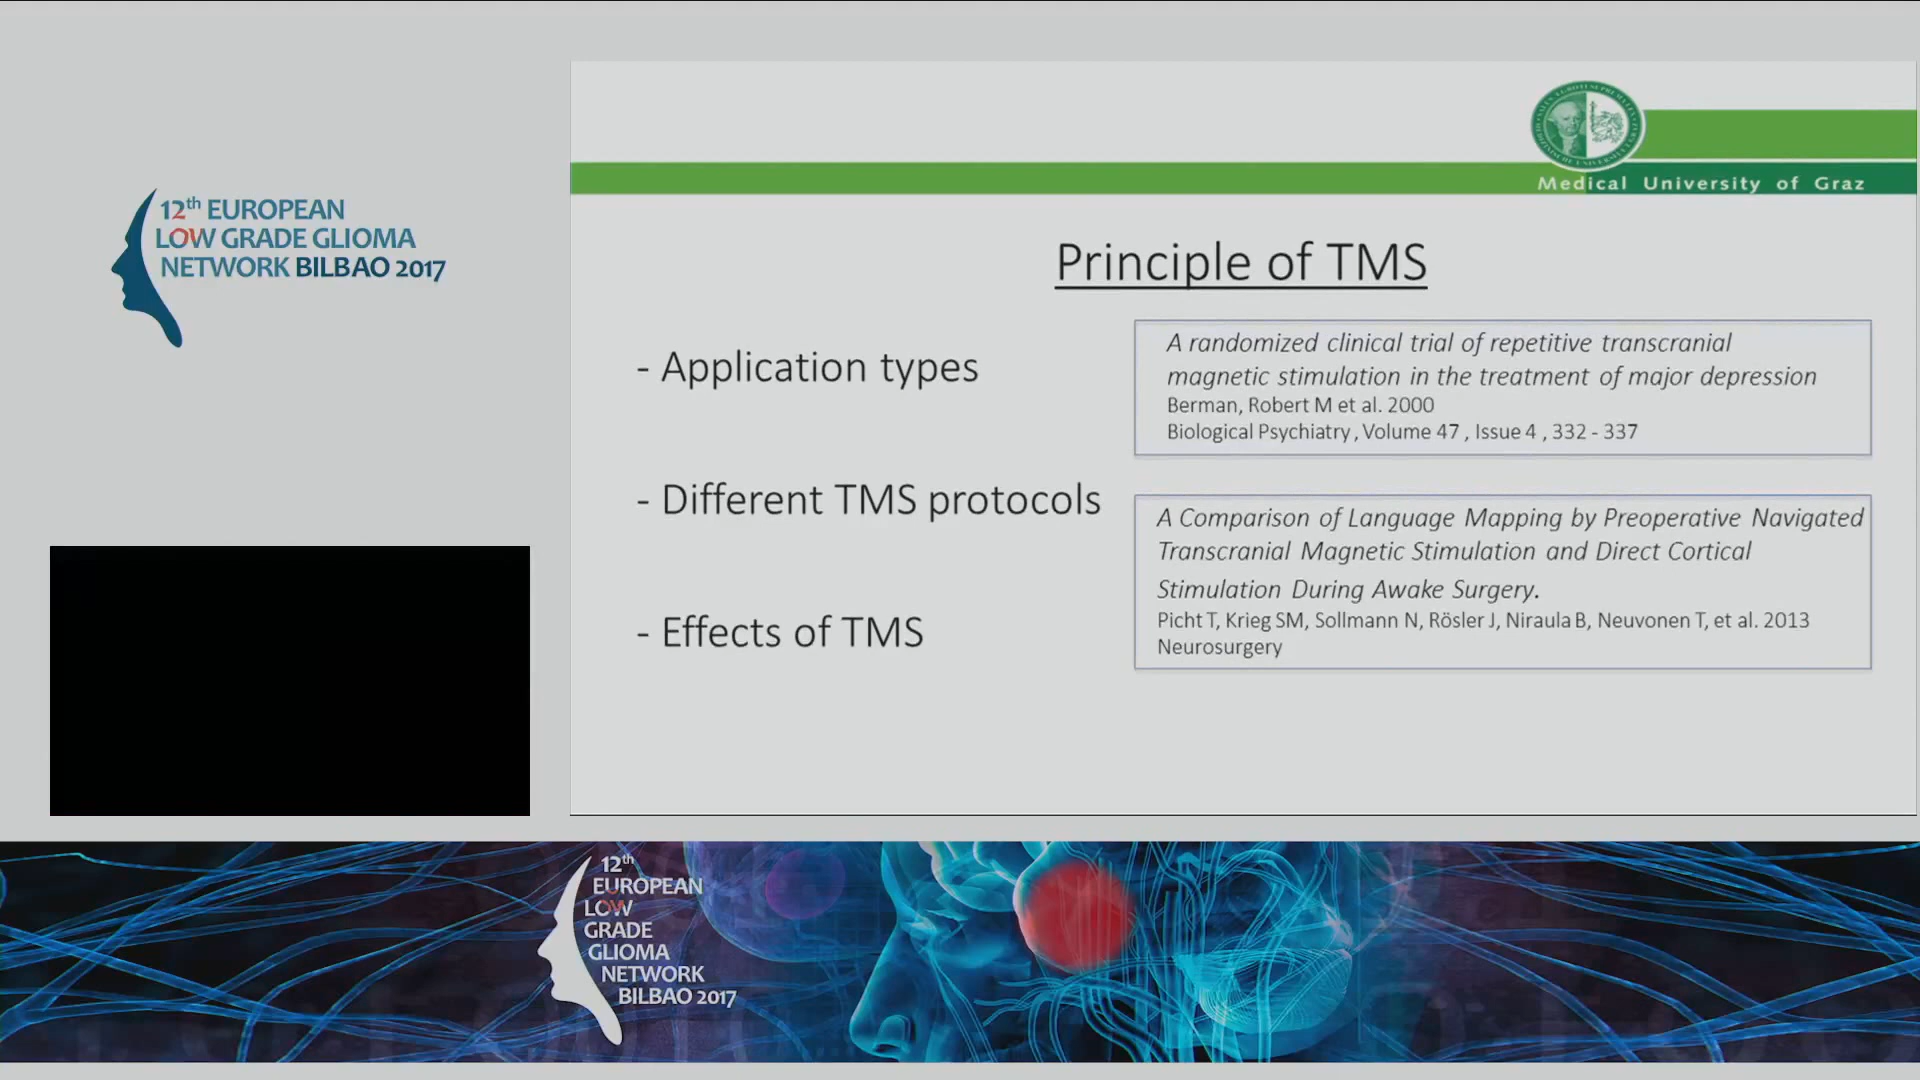 12th EUROPEAN
LOW GRADE GLIOMA
NETWORK BILBAO 2017
Medical University of Graz
Principle of TMS
- Application types
- Different TMS protocols
- Effects of TMS
A randomized clinical trial of repetitive transcranial
magnetic stimulation in the treatment of major depression
Berman, Robert M et al. 2000
Biological Psychiatry , Volume 47 , Issue 4 , 332 - 337
A Comparison of Language Mapping by Preoperative Navigated
Transcranial Magnetic Stimulation and Direct Cortical
Stimulation During Awake Surgery.
Picht T, Krieg SM, Sollmann N, Rösler J, Niraula B, Neuvonen T, et al. 2013
Neurosurgery
12th
EUROPEAN
LOW
GRADE
GLIOMA
NETWORK
BILBAO 2017